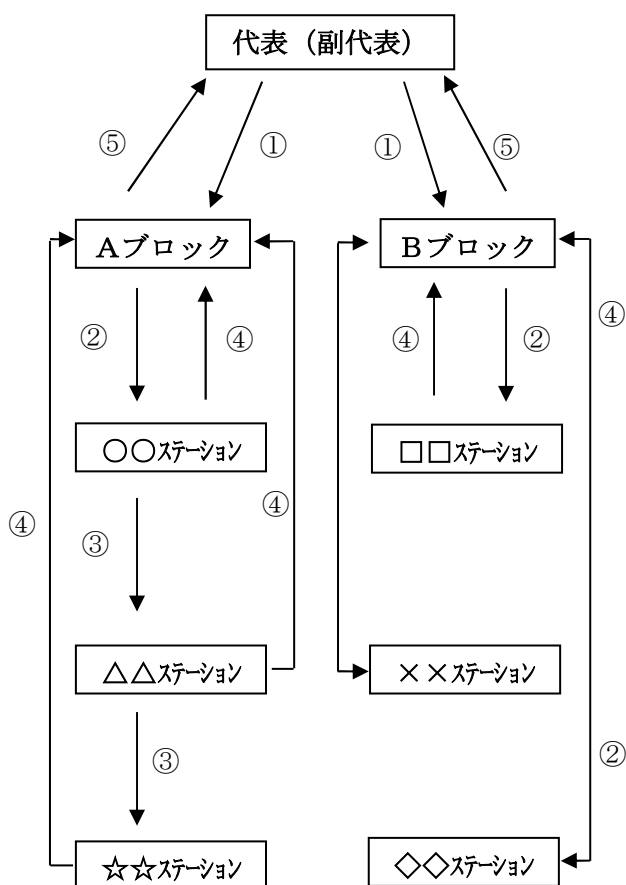 代表（副代表）
⑤
①
①
⑤
Aブロック
Bブロック
②
④
④
②
④
○○ステーション
□□ステーション
④
④
③
△△ステーション
××ステーション
③
②
☆☆ステーション
◇◇ステーション